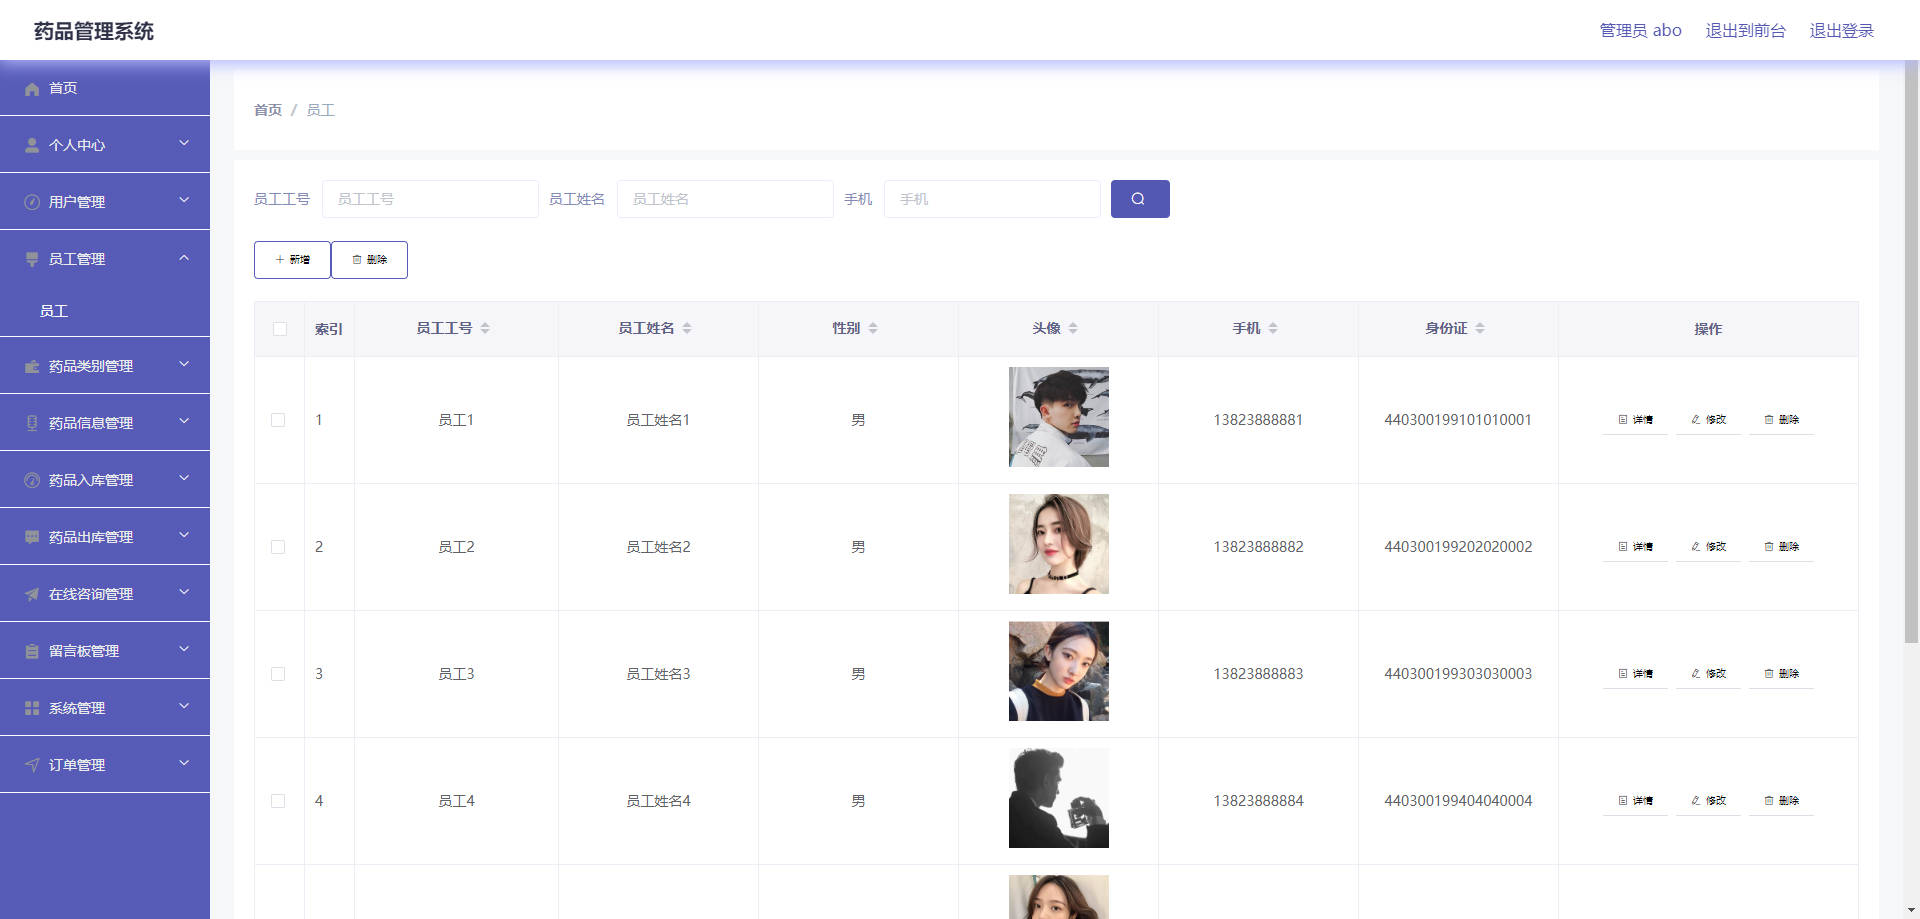 药品管理系统
管理员 abo 退出到前台 退出登录
首页
个人中心
用户管理
员工管理
员工
药品类别管理
药品信息管理
药品入库管理
药品出库管理
在线咨询管理
留言板管理
系统管理
订单管理
首页 / 员工
员工工号 员工工号 员工姓名 员工姓名 手机 手机
新增 删除
索引 员工工号 员工姓名 性别 头像 手机 身份证 操作
1 员工1 员工姓名1 男 13823888881 440300199101010001 详情 修改 删除
2 员工2 员工姓名2 男 13823888882 440300199202020002 详情 修改 删除
3 员工3 员工姓名3 男 13823888883 440300199303030003 详情 修改 删除
4 员工4 员工姓名4 男 13823888884 440300199404040004 详情 修改 删除